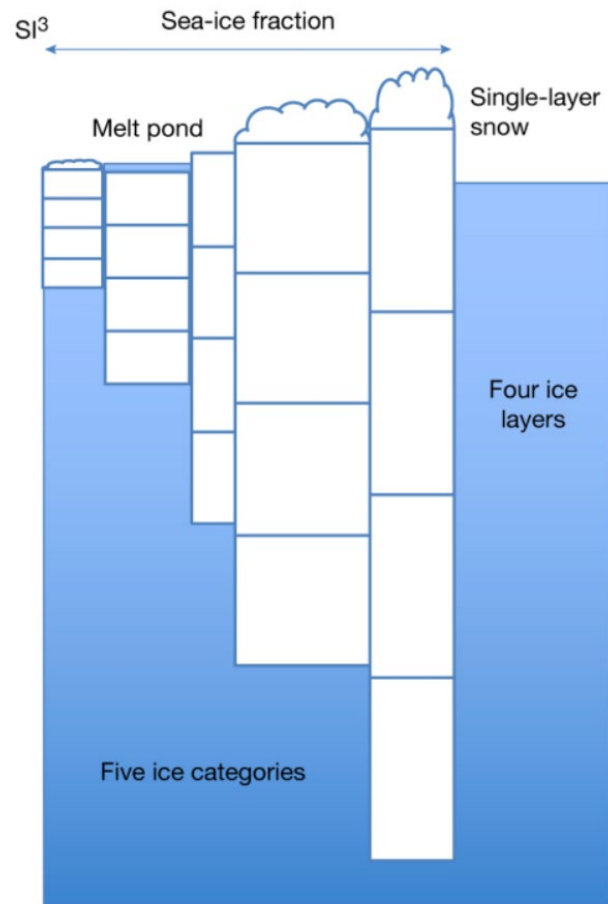 SI³
Sea-ice fraction
Melt pond
Single-layer
snow
Four ice
layers
Five ice categories